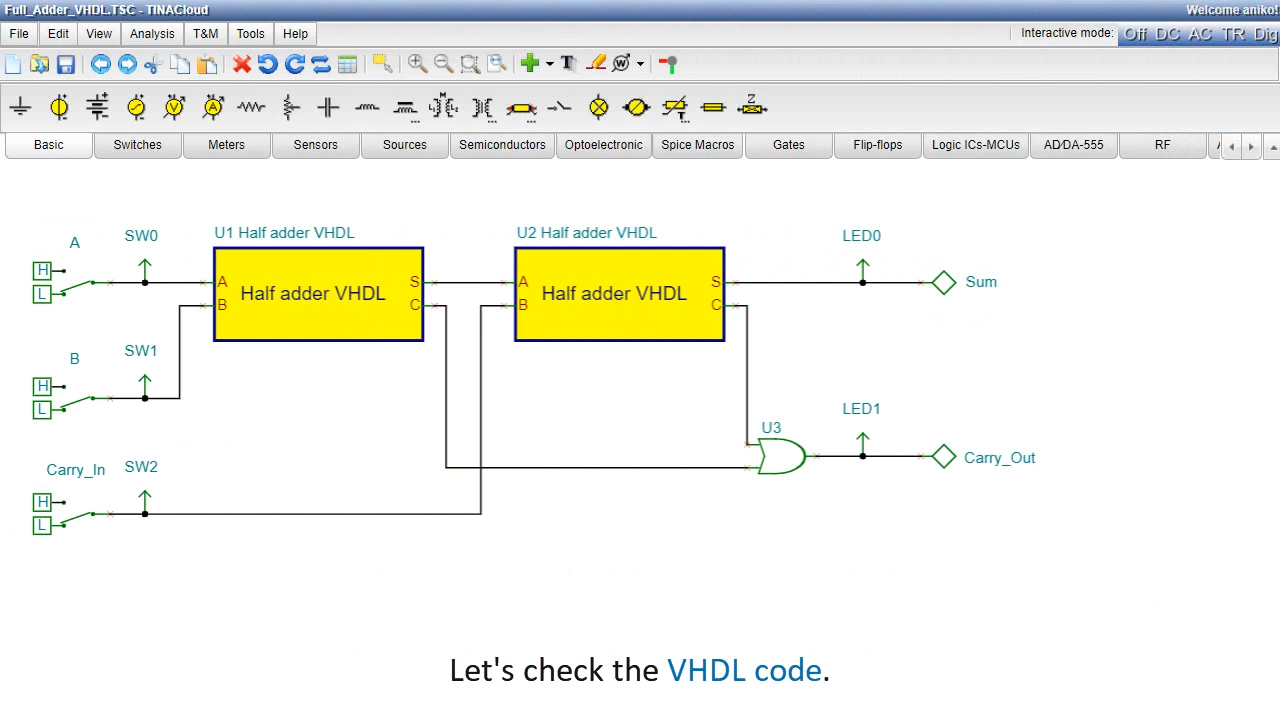 Full_Adder_VHDL.TSC - TINACloud
Welcome aniko!
File Edit View Analysis T&M Tools Help
Interactive mode: Off DC AC TR Dig
Basic Switches Meters Sensors Sources Semiconductors Optoelectronic Spice Macros Gates Flip-flops Logic ICs-MCUs AD/DA-555 RF
A SW0 U1 Half adder VHDL U2 Half adder VHDL LED0
H
L
A S
Half adder VHDL
B C
A S
Half adder VHDL
B C
Sum
B SW1
H
L
LED1
U3
Carry_Out
Carry_In SW2
H
L
Let's check the VHDL code.